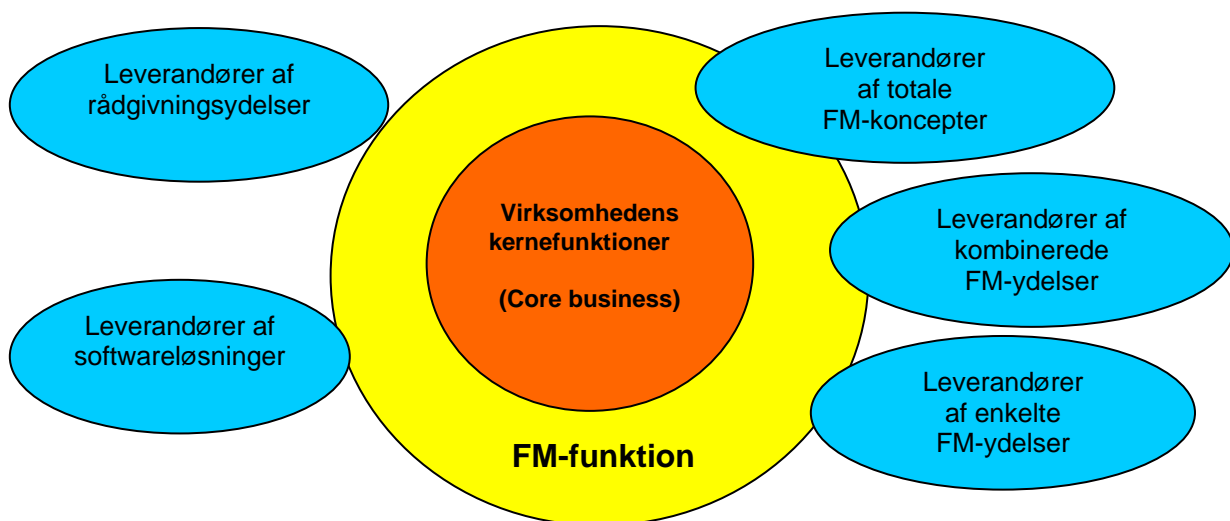 Leverandører af
rådgivningsydelser
Leverandører
af totale
FM-koncepter
Virksomhedens
kernefunktioner
(Core business)
Leverandører af
kombinerede
FM-ydelser
Leverandører af
softwareløsninger
Leverandører
af enkelte
FM-ydelser
FM-funktion